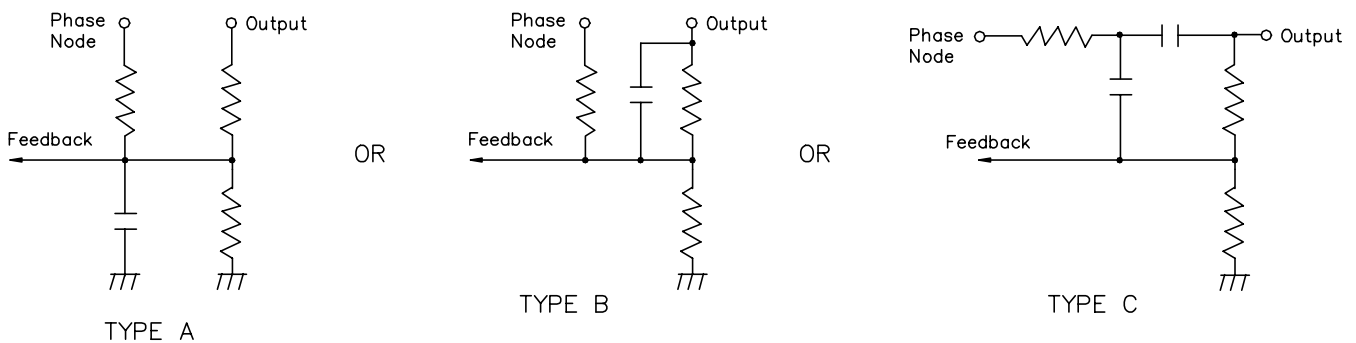 Phase
Node
Output
Feedback
TYPE A
OR
Phase
Node
Output
Feedback
TYPE B
OR
Phase
Node
Output
Feedback
TYPE C